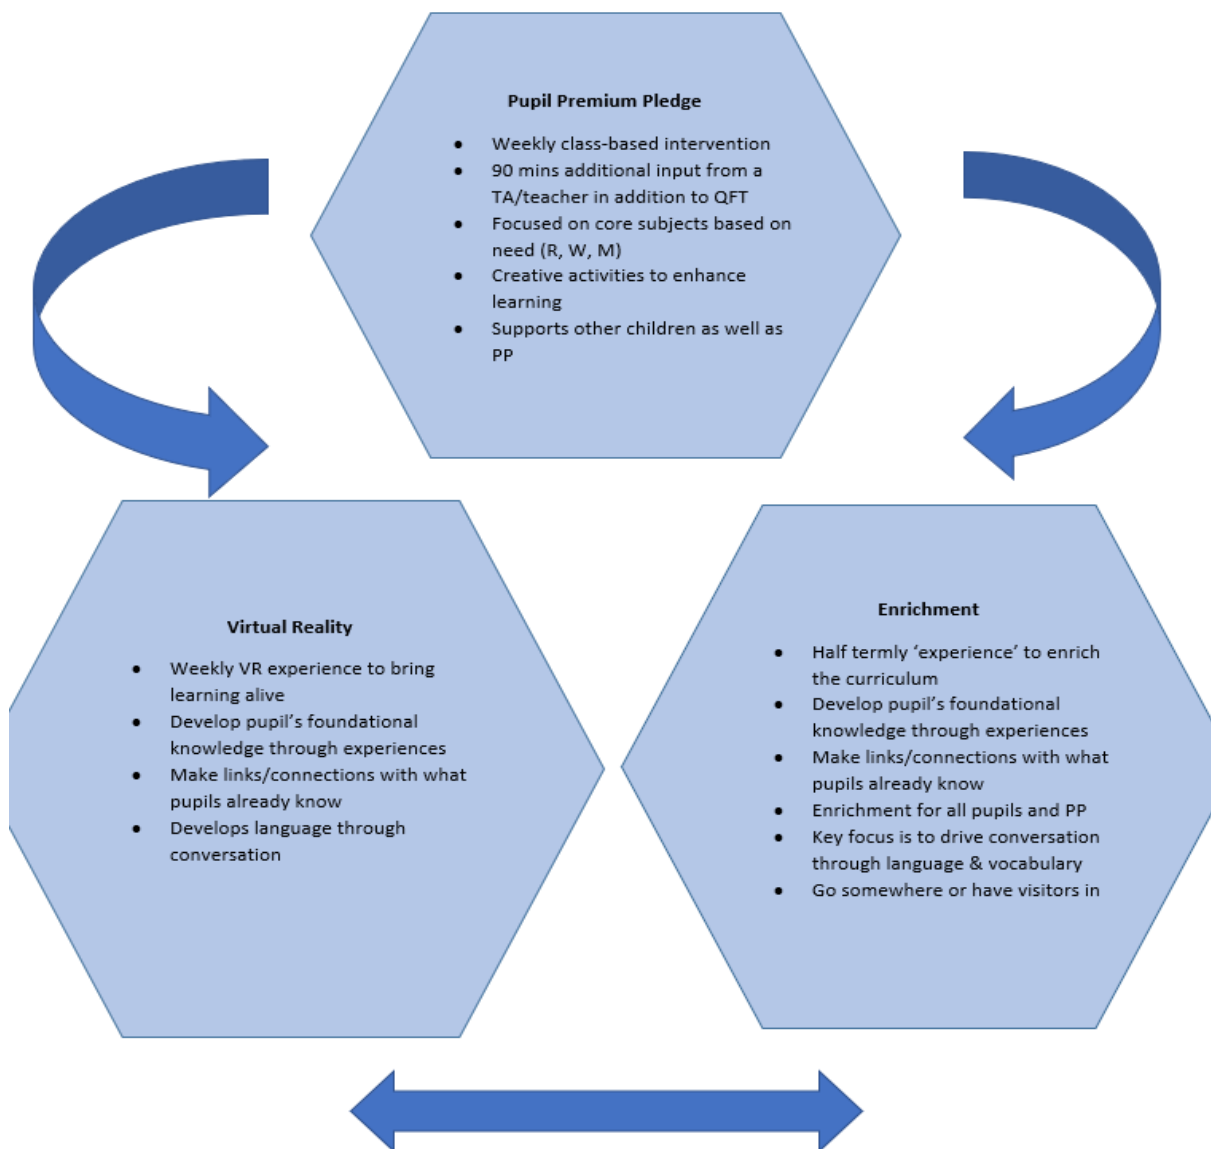 Pupil Premium Pledge
● Weekly class-based intervention
● 90 mins additional input from a
TA/teacher in addition to QFT
● Focused on core subjects based on
need (R, W, M)
● Creative activities to enhance
learning
● Supports other children as well as
PP
Virtual Reality
● Weekly VR experience to bring
learning alive
● Develop pupil’s foundational
knowledge through experiences
● Make links/connections with what
pupils already know
● Develops language through
conversation
Enrichment
● Half termly ‘experience’ to enrich
the curriculum
● Develop pupil’s foundational
knowledge through experiences
● Make links/connections with what
pupils already know
● Enrichment for all pupils and PP
● Key focus is to drive conversation
through language & vocabulary
● Go somewhere or have visitors in